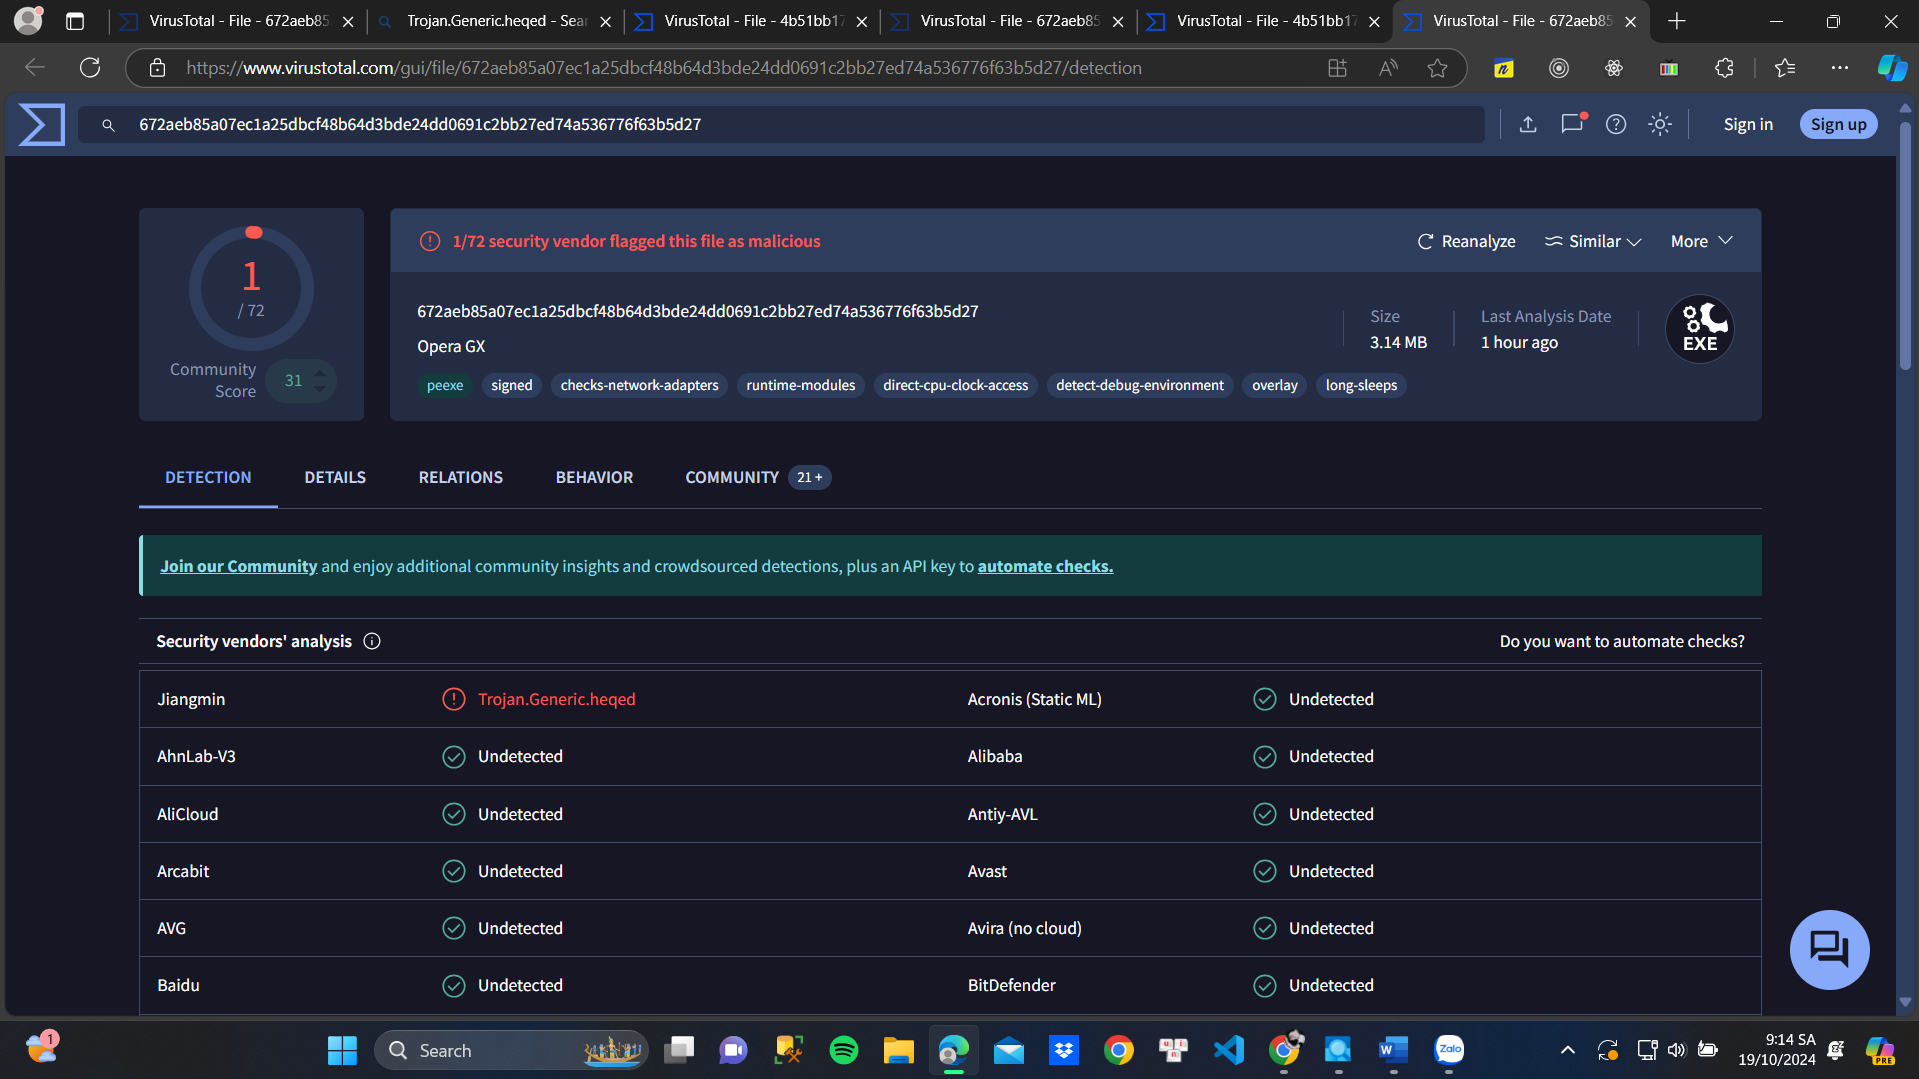 VirusTotal - File - 672aeb85
Trojan.Generic.heqed - Sear
VirusTotal - File - 4b51bb17
VirusTotal - File - 672aeb85
VirusTotal - File - 4b51bb17
VirusTotal - File - 672aeb85
https://www.virustotal.com/gui/file/672aeb85a07ec1a25dbcf48b64d3bde24dd0691c2bb27ed74a536776f63b5d27/detection
672aeb85a07ec1a25dbcf48b64d3bde24dd0691c2bb27ed74a536776f63b5d27
Sign in
Sign up
1
/ 72
Community
Score
31
1/72 security vendor flagged this file as malicious
Reanalyze
Similar
More
672aeb85a07ec1a25dbcf48b64d3bde24dd0691c2bb27ed74a536776f63b5d27
Opera GX
Size
3.14 MB
Last Analysis Date
1 hour ago
EXE
peexe
signed
checks-network-adapters
runtime-modules
direct-cpu-clock-access
detect-debug-environment
overlay
long-sleeps
DETECTION
DETAILS
RELATIONS
BEHAVIOR
COMMUNITY
21 +
Join our Community and enjoy additional community insights and crowdsourced detections, plus an API key to automate checks.
Security vendors' analysis
Do you want to automate checks?
Jiangmin
Trojan.Generic.heqed
Acronis (Static ML)
Undetected
AhnLab-V3
Undetected
Alibaba
Undetected
AliCloud
Undetected
Antiy-AVL
Undetected
Arcabit
Undetected
Avast
Undetected
AVG
Undetected
Avira (no cloud)
Undetected
Baidu
Undetected
BitDefender
Undetected
1
Search
Zalo
9:14 SA
19/10/2024
PRE